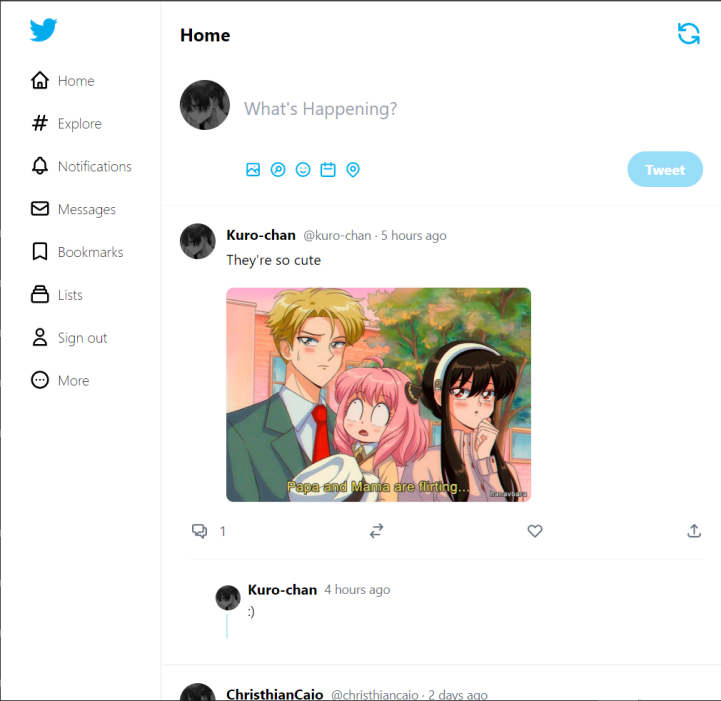 Home
Home
What's Happening?
Explore
Notifications
Tweet
Messages
Kuro-chan @kuro-chan · 5 hours ago
Bookmarks
They're so cute
Lists
Sign out
More
Papa and Mama are flirting...
1
Kuro-chan 4 hours ago
:)
ChristhianCaio @christhiancaio · 2 days ago